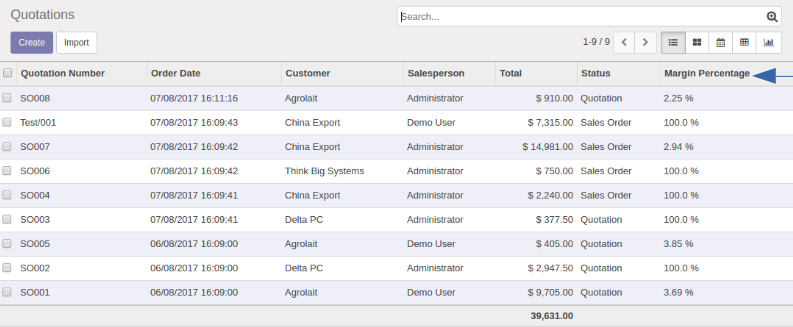 Quotations
Search...
Create Import 1-9 / 9
Quotation Number Order Date Customer Salesperson Total Status Margin Percentage
SO008 07/08/2017 16:11:16 Agrolait Administrator $ 910.00 Quotation 2.25 %
Test/001 07/08/2017 16:09:43 China Export Demo User $ 7,315.00 Sales Order 100.0 %
SO007 07/08/2017 16:09:42 China Export Administrator $ 14,981.00 Sales Order 2.94 %
SO006 07/08/2017 16:09:42 Think Big Systems Administrator $ 750.00 Sales Order 100.0 %
SO004 07/08/2017 16:09:41 China Export Administrator $ 2,240.00 Sales Order 100.0 %
SO003 07/08/2017 16:09:41 Delta PC Administrator $ 377.50 Quotation 100.0 %
SO005 06/08/2017 16:09:00 Agrolait Demo User $ 405.00 Quotation 3.85 %
SO002 06/08/2017 16:09:00 Delta PC Administrator $ 2,947.50 Quotation 100.0 %
SO001 06/08/2017 16:09:00 Agrolait Demo User $ 9,705.00 Quotation 3.69 %
39,631.00